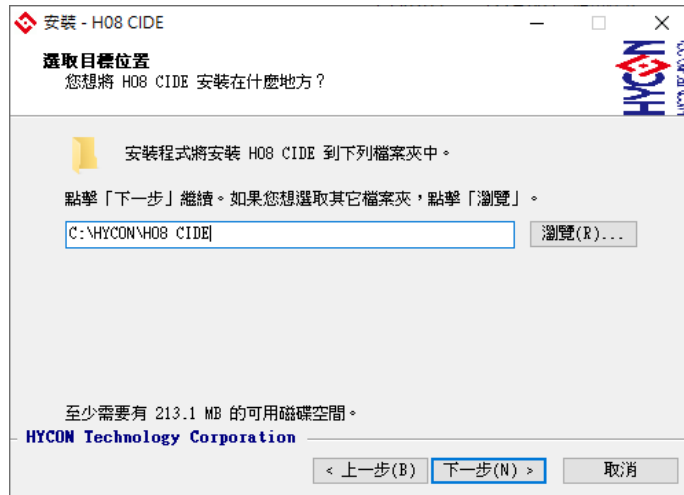 安裝 - H08 CIDE
選取目標位置
您想將 H08 CIDE 安裝在什麼地方？
HYCON
安裝程式將安裝 H08 CIDE 到下列檔案夾中。
點擊「下一步」繼續。如果您想選取其它檔案夾，點擊「瀏覽」。
C:\HYCON\H08 CIDE
瀏覽(R)...
至少需要有 213.1 MB 的可用磁碟空間。
HYCON Technology Corporation
< 上一步(B)
下一步(N) >
取消